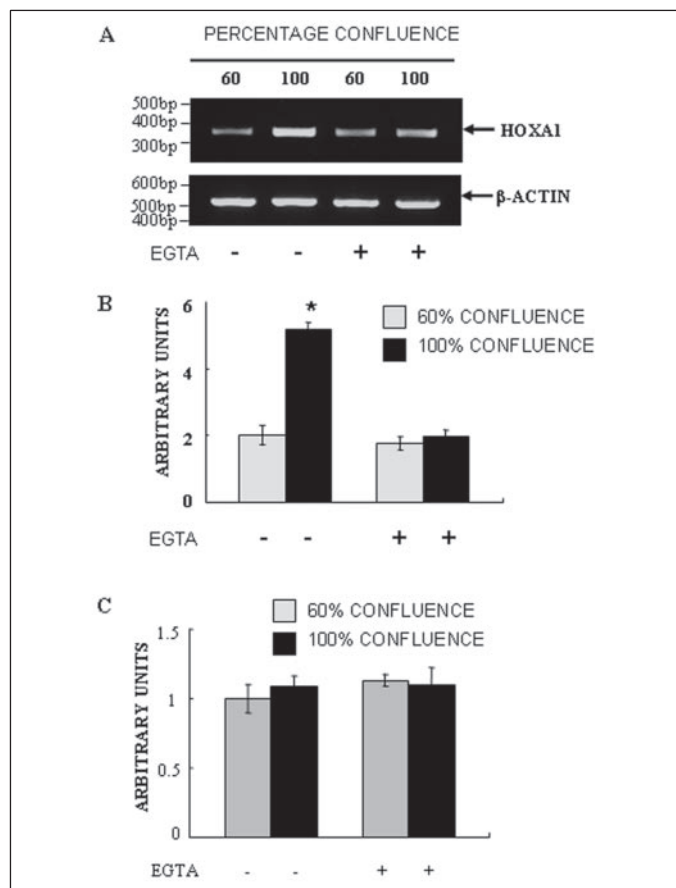 A PERCENTAGE CONFLUENCE
60 100 60 100
500bp
400bp
300bp
HOXA1
600bp
500bp
400bp
β-ACTIN
EGTA - - + +
B
ARBITRARY UNITS
6
4
2
0
*
60% CONFLUENCE
100% CONFLUENCE
EGTA - - + +
C
ARBITRARY UNITS
1.5
1
0.5
0
60% CONFLUENCE
100% CONFLUENCE
EGTA - - + +